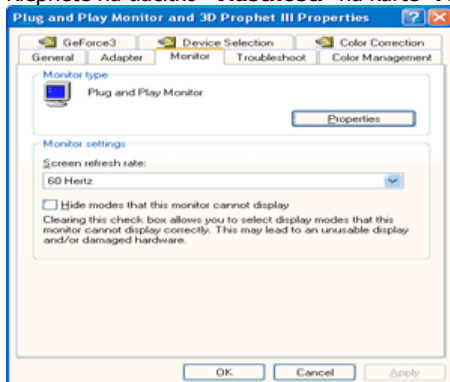 Plug and Play Monitor and 3D Prophet III Properties
GeForce3 Device Selection Color Correction
General Adapter Monitor Troubleshoot Color Management
Monitor type
Plug and Play Monitor
Properties
Monitor settings
Screen refresh rate:
60 Hertz
Hide modes that this monitor cannot display
Clearing this check box allows you to select display modes that this
monitor cannot display correctly. This may lead to an unusable display
and/or damaged hardware.
OK Cancel Apply